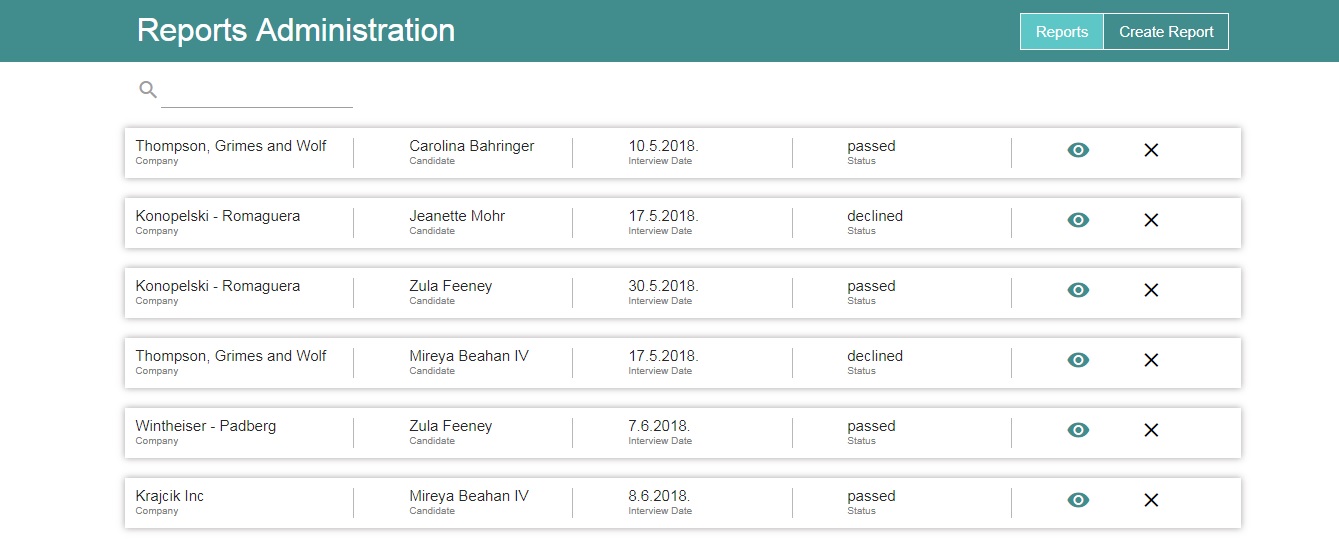 Reports Administration
Reports
Create Report
Thompson, Grimes and Wolf Carolina Bahringer 10.5.2018. passed
Company Candidate Interview Date Status
Konopelski - Romaguera Jeanette Mohr 17.5.2018. declined
Company Candidate Interview Date Status
Konopelski - Romaguera Zula Feeney 30.5.2018. passed
Company Candidate Interview Date Status
Thompson, Grimes and Wolf Mireya Beahan IV 17.5.2018. declined
Company Candidate Interview Date Status
Wintheiser - Padberg Zula Feeney 7.6.2018. passed
Company Candidate Interview Date Status
Krajcik Inc Mireya Beahan IV 8.6.2018. passed
Company Candidate Interview Date Status